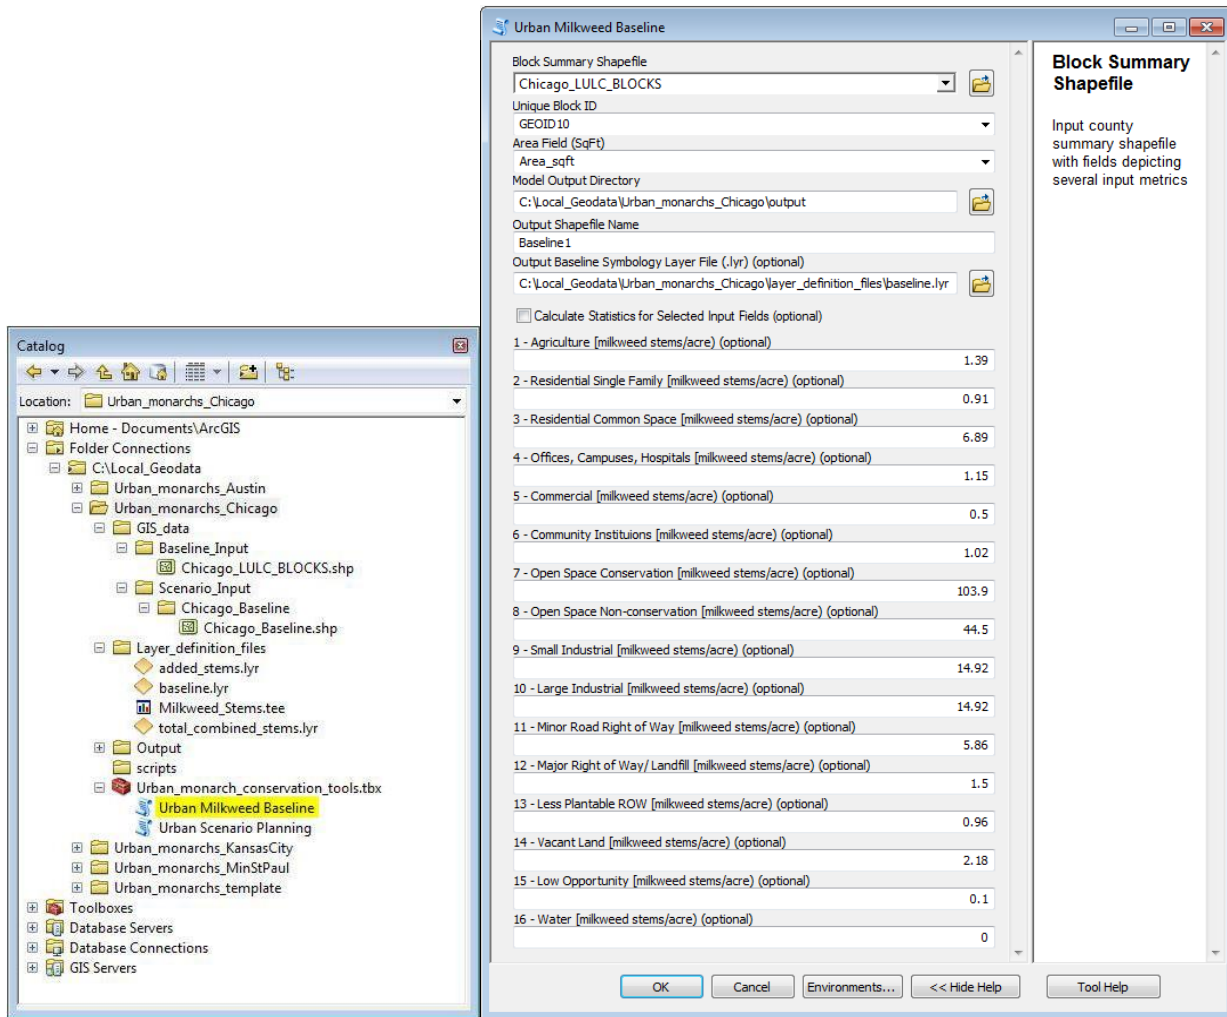 Catalog
Location: Urban_monarchs_Chicago
Home - Documents\ArcGIS
Folder Connections
C:\Local_Geodata
Urban_monarchs_Austin
Urban_monarchs_Chicago
GIS_data
Baseline_Input
Chicago_LULC_BLOCKS.shp
Scenario_Input
Chicago_Baseline
Chicago_Baseline.shp
Layer_definition_files
added_stems.lyr
baseline.lyr
Milkweed_Stems.tee
total_combined_stems.lyr
Output
scripts
Urban_monarch_conservation_tools.tbx
Urban Milkweed Baseline
Urban Scenario Planning
Urban_monarchs_KansasCity
Urban_monarchs_MinStPaul
Urban_monarchs_template
Toolboxes
Database Servers
Database Connections
GIS Servers
Urban Milkweed Baseline
Block Summary Shapefile
Chicago_LULC_BLOCKS
Unique Block ID
GEOID10
Area Field (SqFt)
Area_sqft
Model Output Directory
C:\Local_Geodata\Urban_monarchs_Chicago\output
Output Shapefile Name
Baseline1
Output Baseline Symbology Layer File (.lyr) (optional)
C:\Local_Geodata\Urban_monarchs_Chicago\layer_definition_files\baseline.lyr
Calculate Statistics for Selected Input Fields (optional)
1 - Agriculture [milkweed stems/acre) (optional)
1.39
2 - Residential Single Family [milkweed stems/acre) (optional)
0.91
3 - Residential Common Space [milkweed stems/acre) (optional)
6.89
4 - Offices, Campuses, Hospitals [milkweed stems/acre) (optional)
1.15
5 - Commercial [milkweed stems/acre) (optional)
0.5
6 - Community Instituions [milkweed stems/acre) (optional)
1.02
7 - Open Space Conservation [milkweed stems/acre) (optional)
103.9
8 - Open Space Non-conservation [milkweed stems/acre) (optional)
44.5
9 - Small Industrial [milkweed stems/acre) (optional)
14.92
10 - Large Industrial [milkweed stems/acre) (optional)
14.92
11 - Minor Road Right of Way [milkweed stems/acre) (optional)
5.86
12 - Major Right of Way/ Landfill [milkweed stems/acre) (optional)
1.5
13 - Less Plantable ROW [milkweed stems/acre) (optional)
0.96
14 - Vacant Land [milkweed stems/acre) (optional)
2.18
15 - Low Opportunity [milkweed stems/acre) (optional)
0.1
16 - Water [milkweed stems/acre) (optional)
0
OK
Cancel
Environments...
<< Hide Help
Block Summary
Shapefile
Input county
summary shapefile
with fields depicting
several input metrics
Tool Help